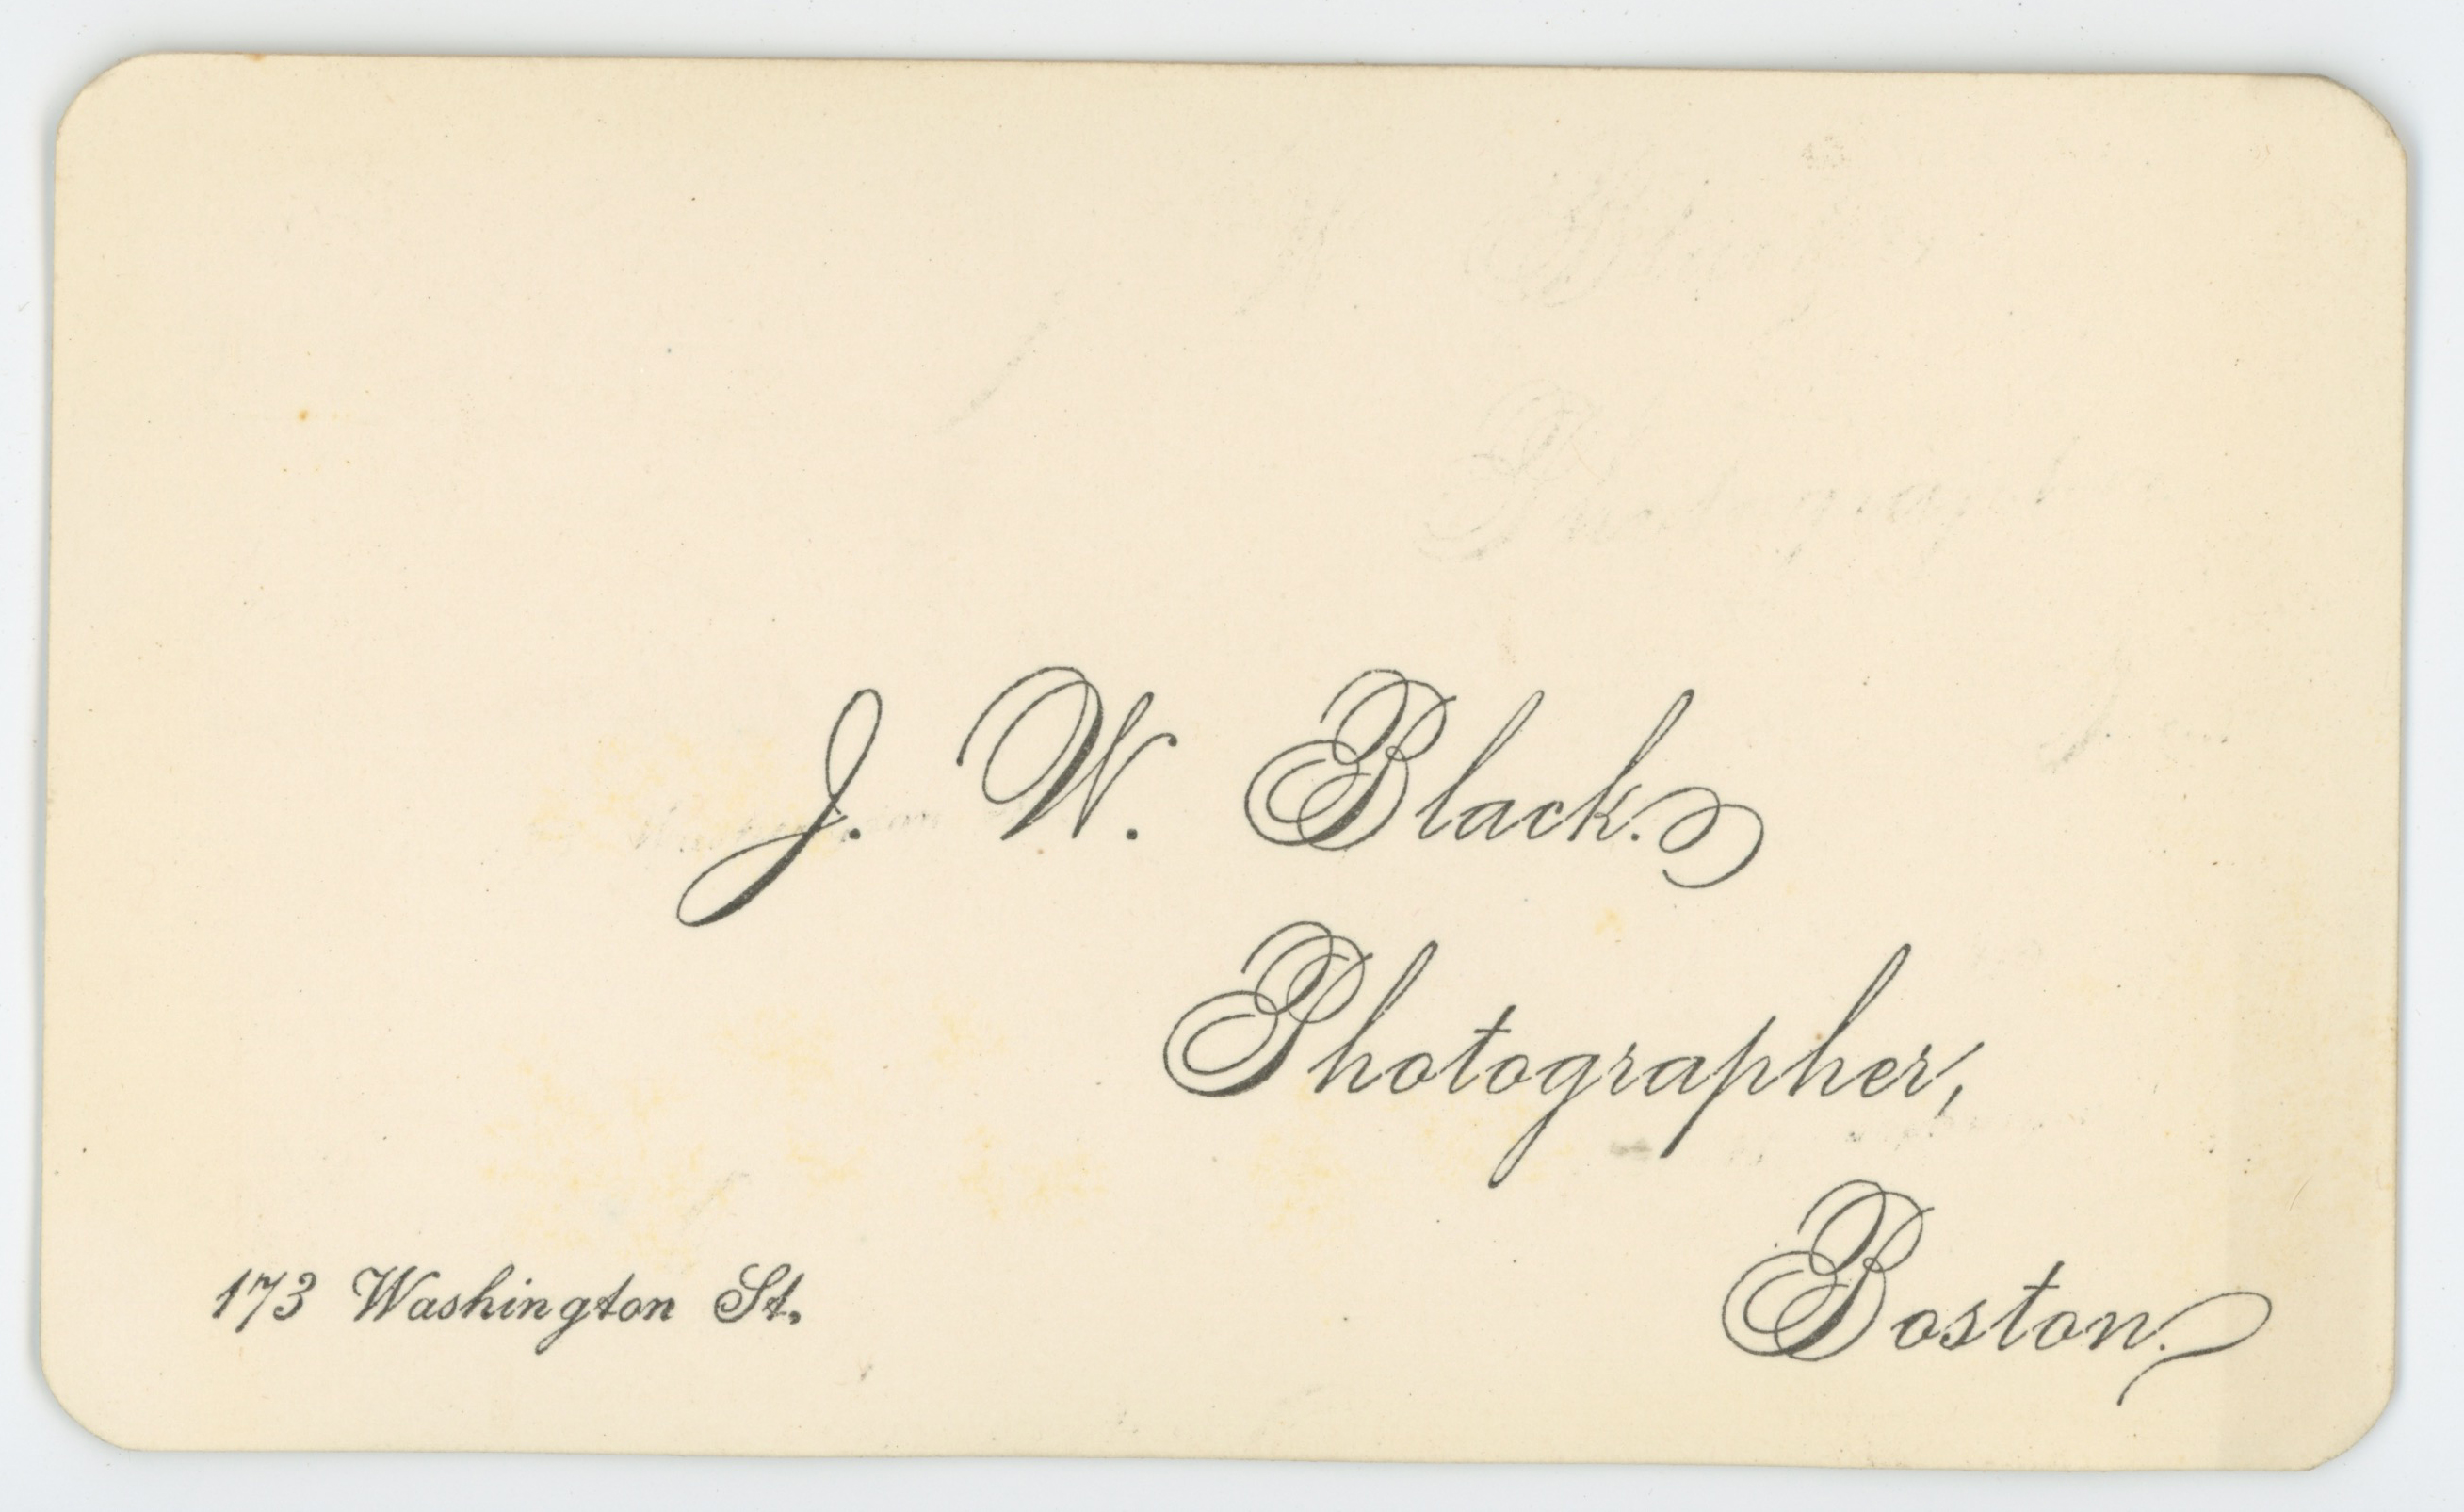 J. W. Black.
Photographer,
Boston.
173 Washington St.